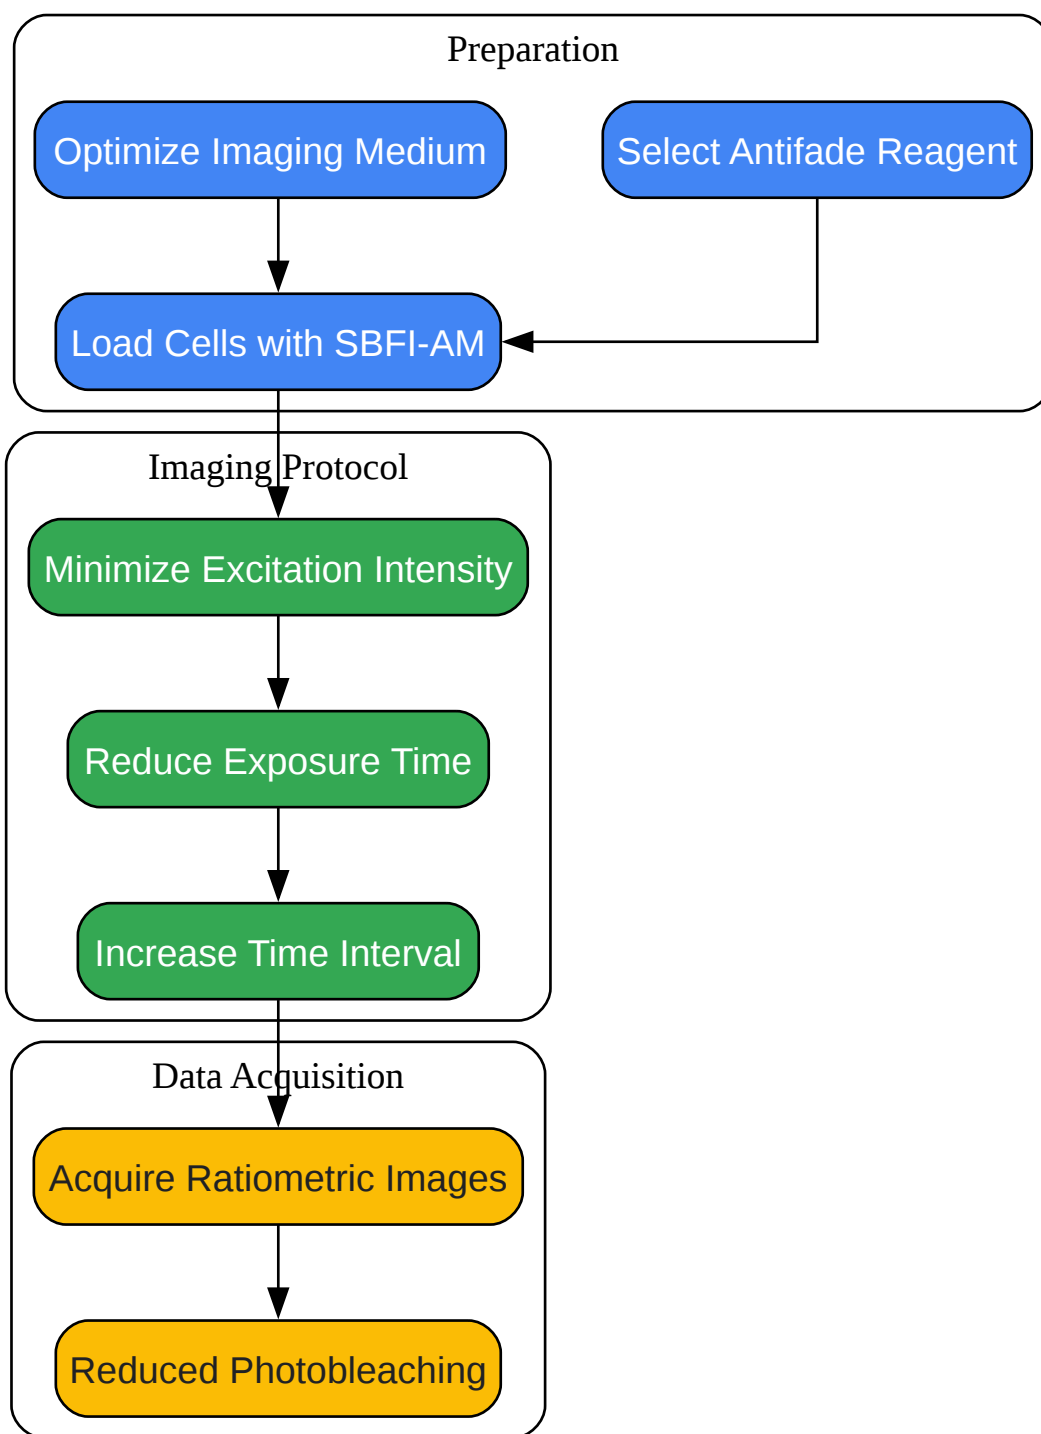 Preparation
Optimize Imaging Medium
Select Antifade Reagent
Load Cells with SBFI-AM
Imaging Protocol
Minimize Excitation Intensity
Reduce Exposure Time
Increase Time Interval
Data Acquisition
Acquire Ratiometric Images
Reduced Photobleaching